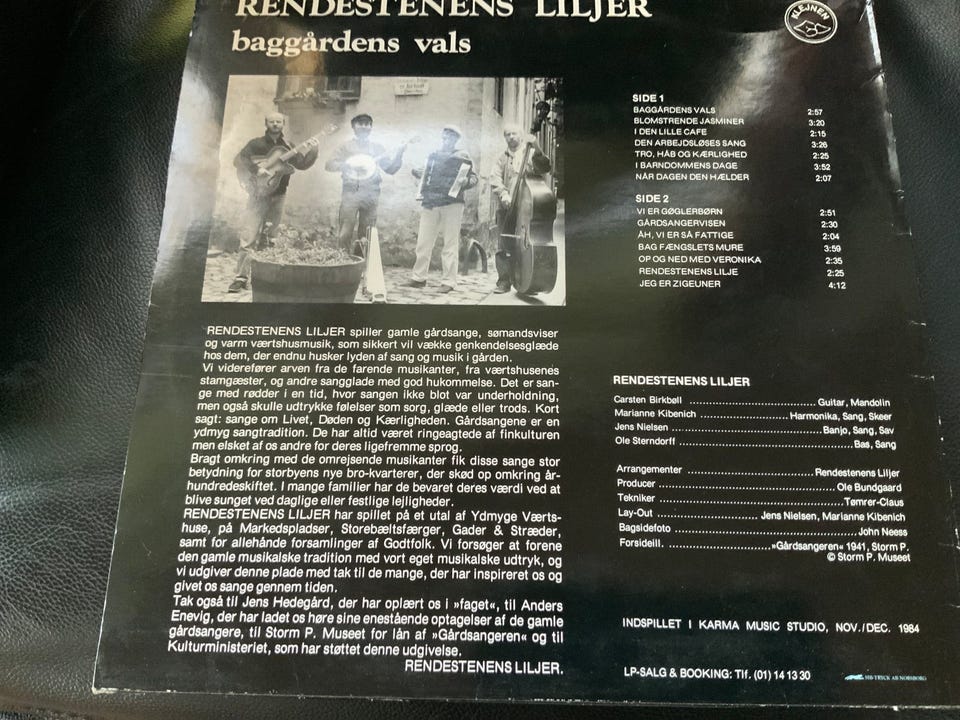 RENDESTENENS LILJER
baggårdens vals
KLEJNEN
SIDE 1
BAGGÅRDENS VALS 2:57
BLOMSTRENDE JASMINER 3:20
I DEN LILLE CAFE 2:15
DEN ARBEJDSLØSES SANG 3:26
TRO, HÅB OG KÆRLIGHED 2:25
I BARNDOMMENS DAGE 3:52
NÅR DAGEN DEN HÆLDER 2:07
SIDE 2
VI ER GØGLERBØRN 2:51
GÅRDSANGERVISEN 2:30
ÅH, VI ER SÅ FATTIGE 2:04
BAG FÆNGSLETS MURE 3:59
OP OG NED MED VERONIKA 2:35
RENDESTENENS LILJE 2:25
JEG ER ZIGEUNER 4:12
RENDESTENENS LILJER spiller gamle gårdsange, sømandsviser
og varm værtshusmusik, som sikkert vil vække genkendelsesglæde
hos dem, der endnu husker lyden af sang og musik i gården.
Vi viderefører arven fra de farende musikanter, fra værtshusenes
stamgæster, og andre sangglade med god hukommelse. Det er san-
ge med rødder i en tid, hvor sangen ikke blot var underholdning,
men også skulle udtrykke følelser som sorg, glæde eller trods. Kort
sagt: sange om Livet, Døden og Kærligheden. Gårdsangene er en
ydmyg sangtradition. De har altid været ringeagtede af finkulturen
men elsket af os andre for deres ligefremme sprog.
Bragt omkring med de omrejsende musikanter fik disse sange stor
betydning for storbyens nye bro-kvarterer, der skød op omkring år-
hundredeskiftet. I mange familier har de bevaret deres værdi ved at
blive sunget ved daglige eller festlige lejligheder.
RENDESTENENS LILJER har spillet på et utal af Ydmyge Værts-
huse, på Markedspladser, Storebæltsfærger, Gader & Stræder,
samt for allehånde forsamlinger af Godtfolk. Vi forsøger at forene
den gamle musikalske tradition med vort eget musikalske udtryk, og
vi udgiver denne plade med tak til de mange, der har inspireret os og
givet os sange gennem tiden.
Tak også til Jens Hedegård, der har oplært os i »faget«, til Anders
Enevig, der har ladet os høre sine enestående optagelser af de gamle
gårdsangere, til Storm P. Museet for lån af »Gårdsangeren« og til
Kulturministeriet, som har støttet denne udgivelse.
RENDESTENENS LILJER.
RENDESTENENS LILJER
Carsten Birkbøll ........ Guitar, Mandolin
Marianne Kibenich ........ Harmonika, Sang, Skeer
Jens Nielsen ........ Banjo, Sang, Sav
Ole Sterndorff ........ Bas, Sang
Arrangementer ........ Rendestenens Liljer
Producer ........ Ole Bundgaard
Tekniker ........ Tømrer-Claus
Lay-Out ........ Jens Nielsen, Marianne Kibenich
Bagsidefoto ........ John Neess
Forsideill. ........ »Gårdsangeren« 1941, Storm P.
© Storm P. Museet
INDSPILLET I KARMA MUSIC STUDIO, NOV./DEC. 1984
LP-SALG & BOOKING: Tlf. (01) 14 13 30
TRYCK AB NORSBORG